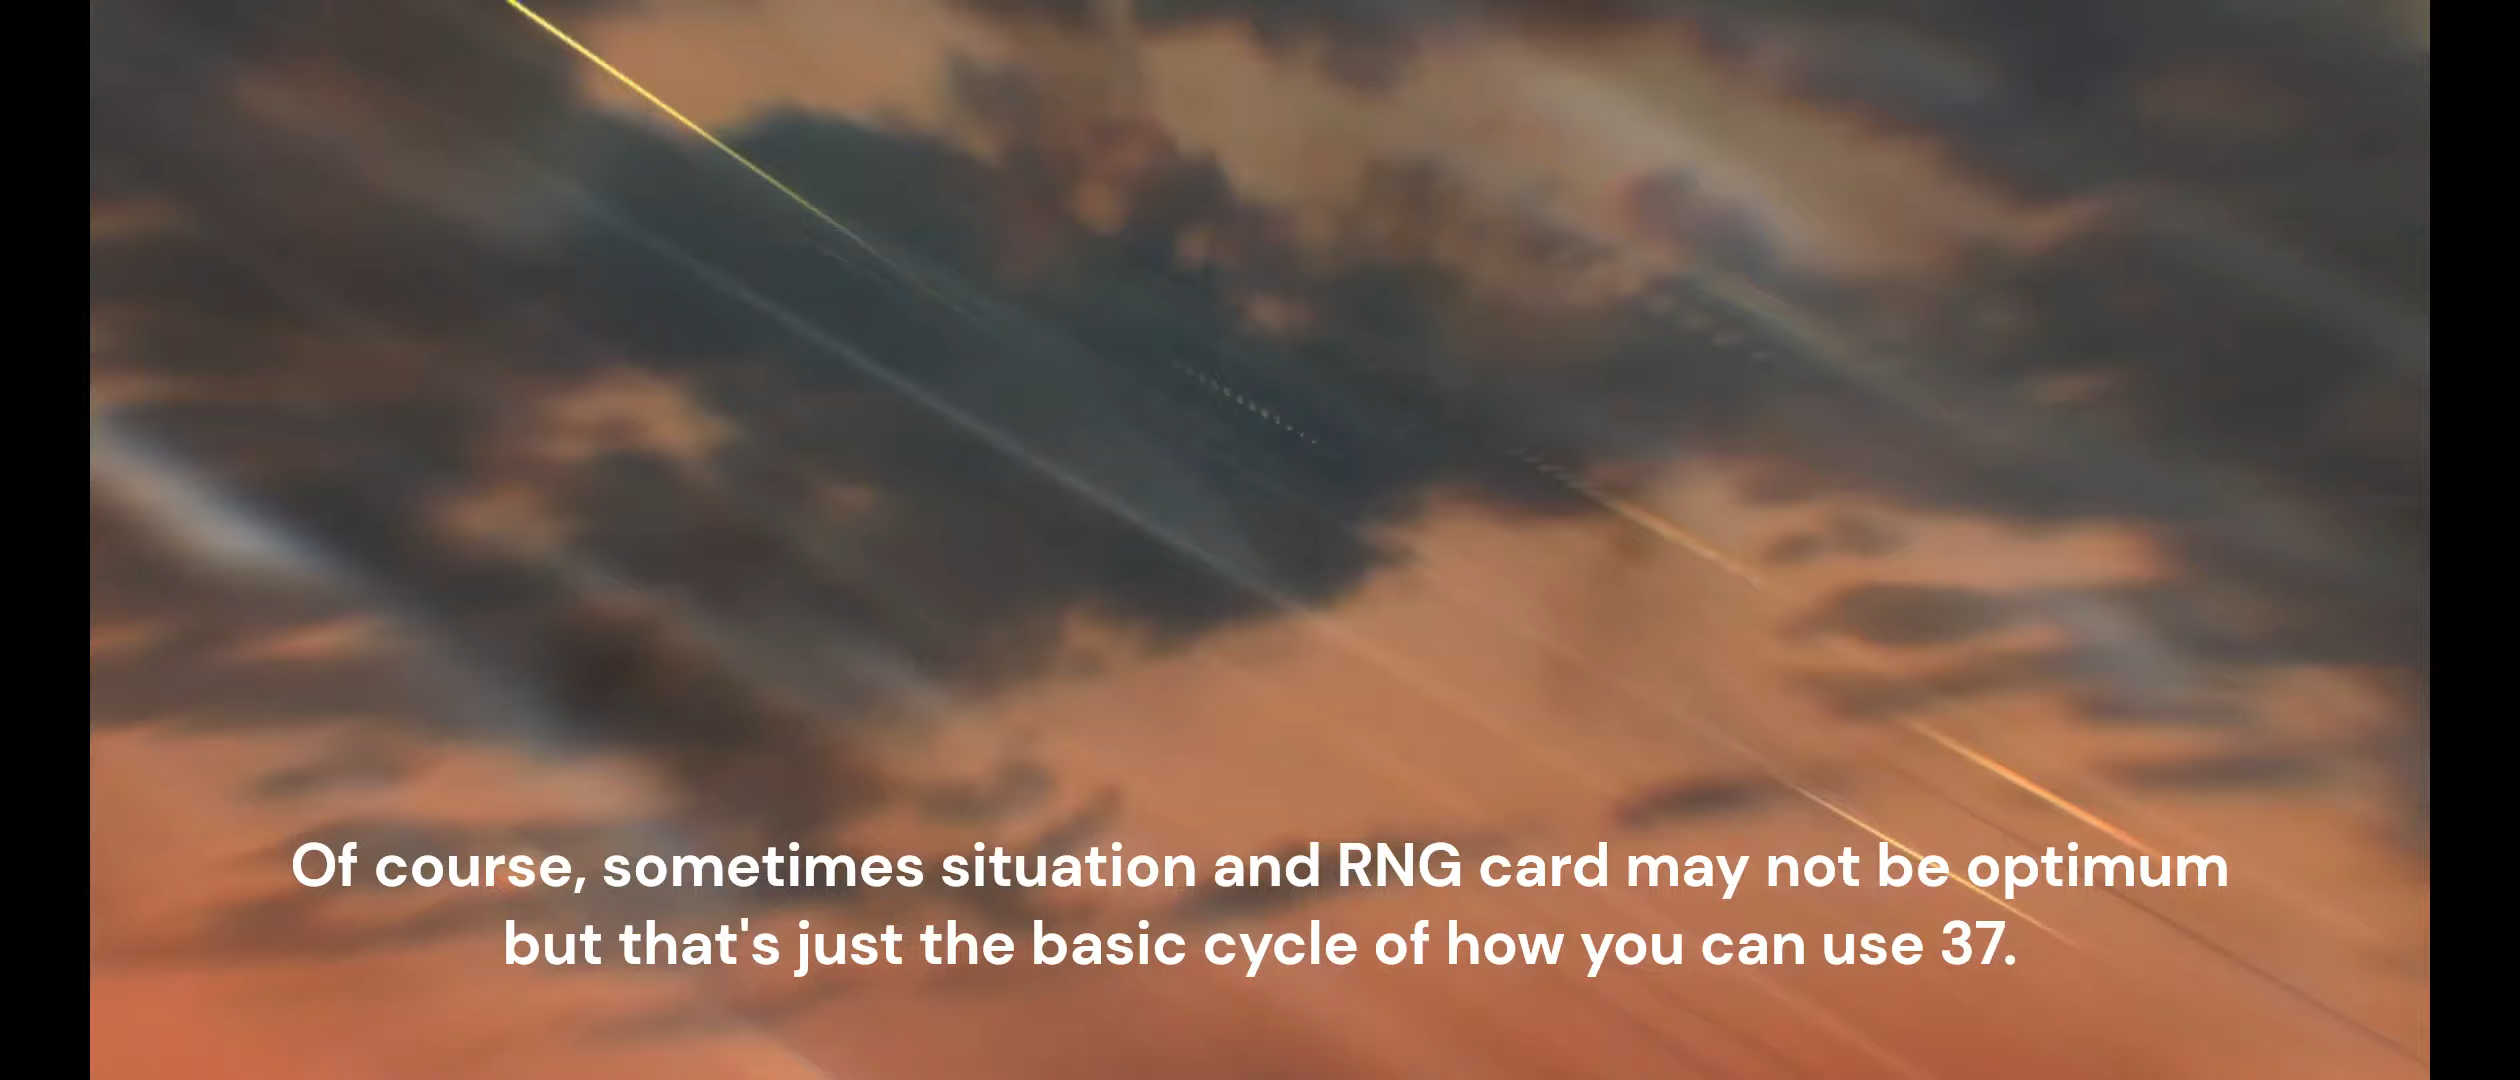 Of course, sometimes situation and RNG card may not be optimum
but that's just the basic cycle of how you can use 37.